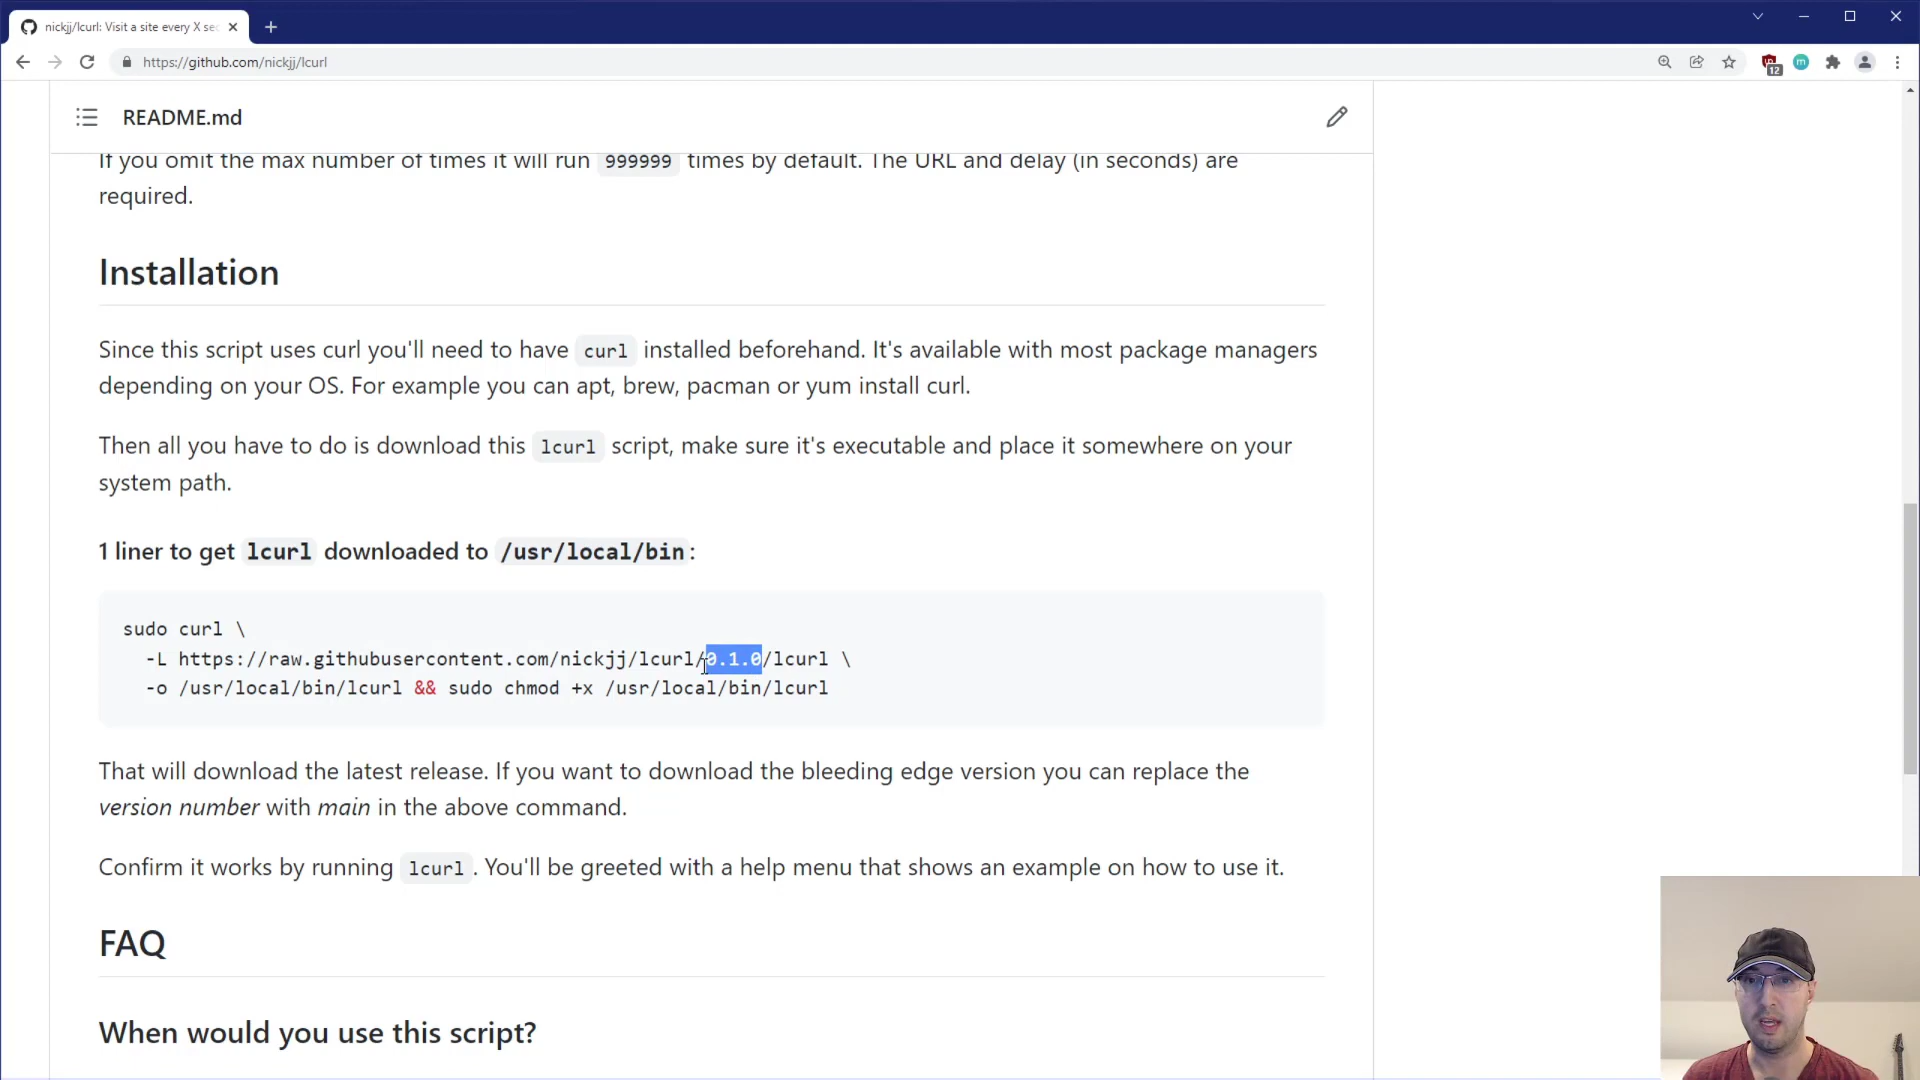 nickjj/lcurl: Visit a site every X sec
https://github.com/nickjj/lcurl
12
m
README.md
If you omit the max number of times it will run 999999 times by default. The URL and delay (in seconds) are
required.
Installation
Since this script uses curl you'll need to have curl installed beforehand. It's available with most package managers
depending on your OS. For example you can apt, brew, pacman or yum install curl.
Then all you have to do is download this lcurl script, make sure it's executable and place it somewhere on your
system path.
1 liner to get lcurl downloaded to /usr/local/bin:
sudo curl \
-L https://raw.githubusercontent.com/nickjj/lcurl/0.1.0/lcurl \
-o /usr/local/bin/lcurl && sudo chmod +x /usr/local/bin/lcurl
That will download the latest release. If you want to download the bleeding edge version you can replace the
version number with main in the above command.
Confirm it works by running lcurl. You'll be greeted with a help menu that shows an example on how to use it.
FAQ
When would you use this script?